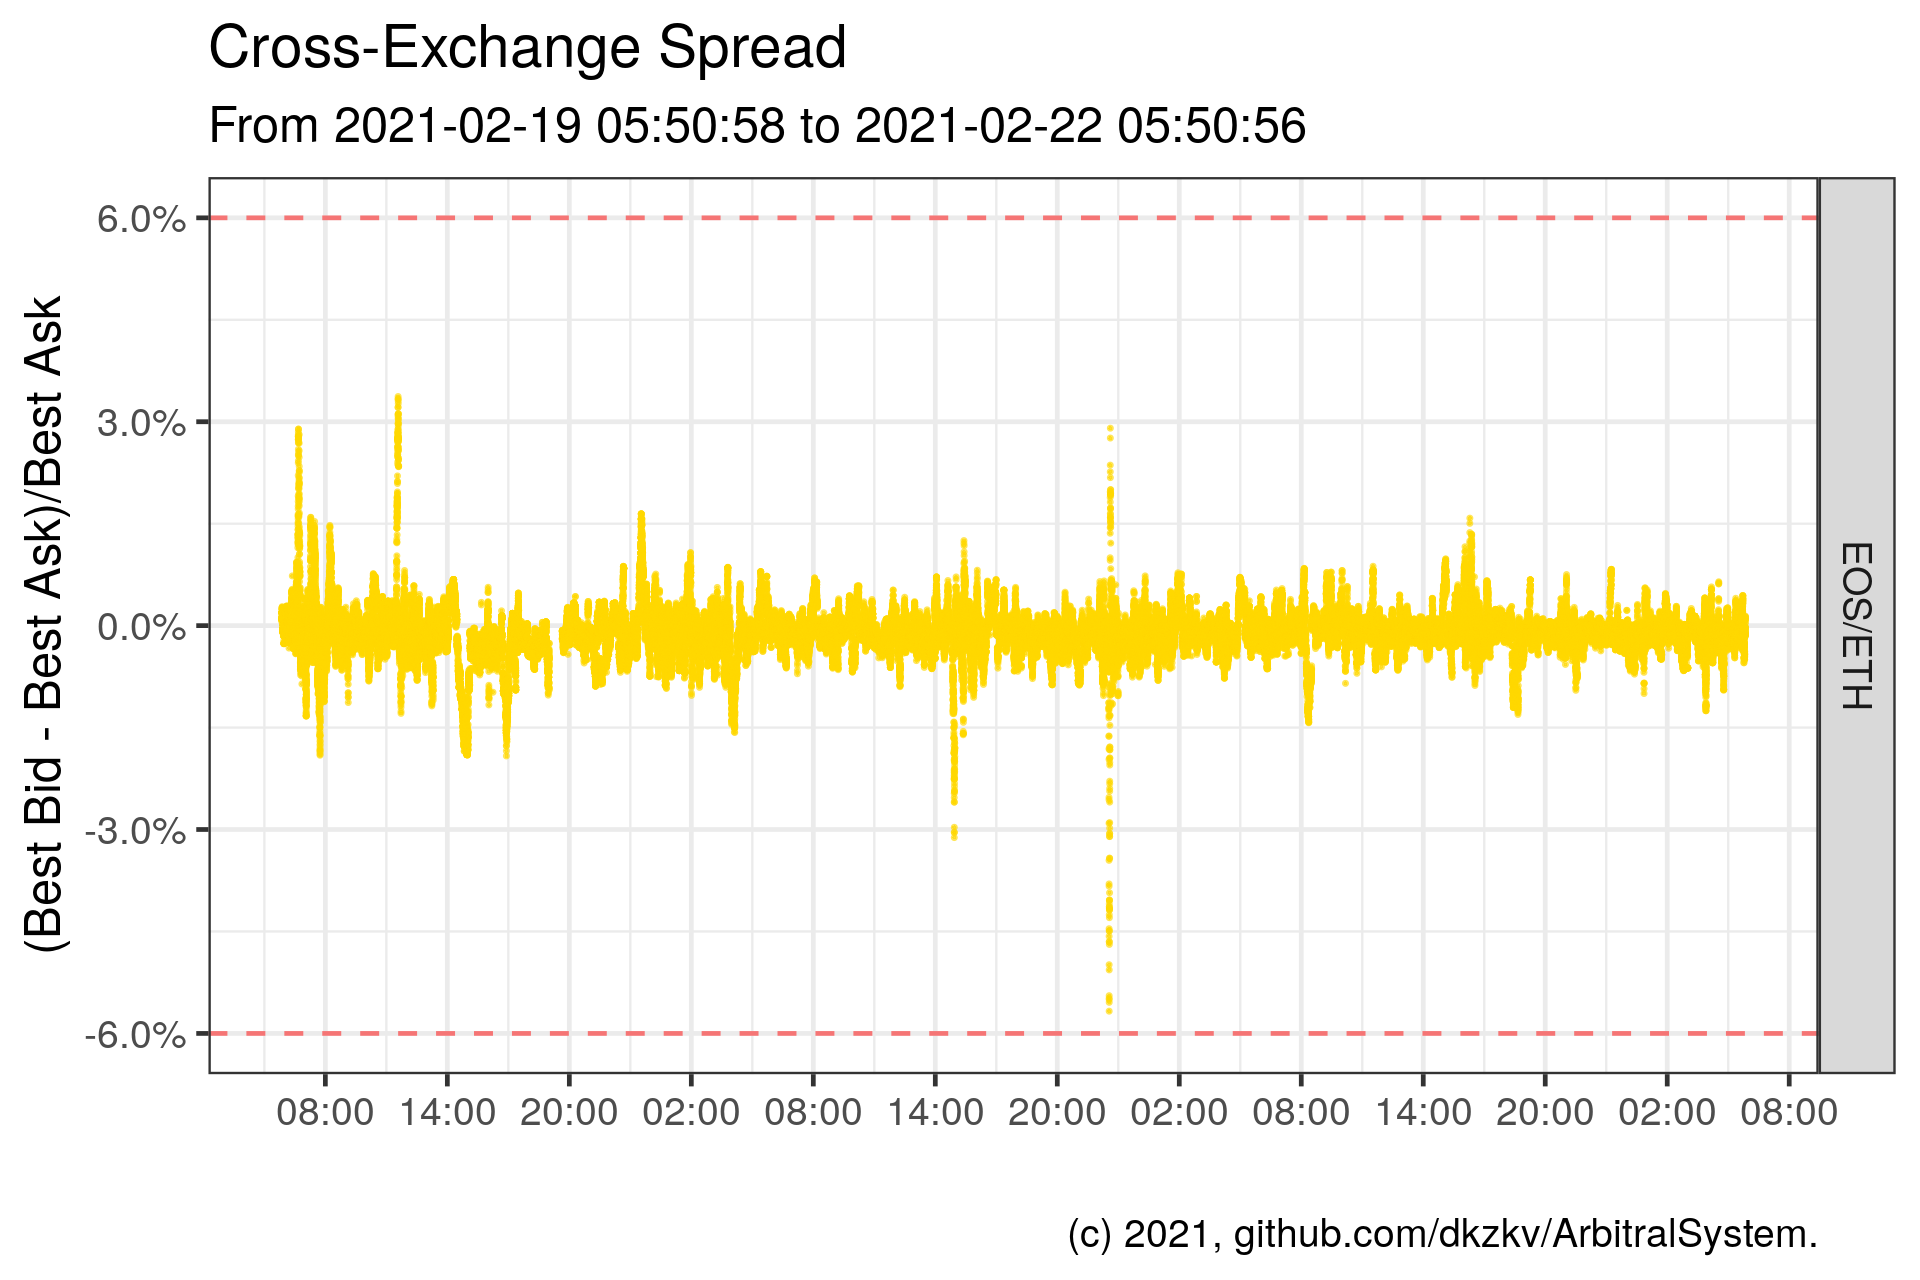 Cross-Exchange Spread
From 2021-02-19 05:50:58 to 2021-02-22 05:50:56
(Best Bid - Best Ask)/Best Ask
6.0%
3.0%
0.0%
-3.0%
-6.0%
EOS/ETH
08:00 14:00 20:00 02:00 08:00 14:00 20:00 02:00 08:00 14:00 20:00 02:00 08:00
(c) 2021, github.com/dkzkv/ArbitralSystem.